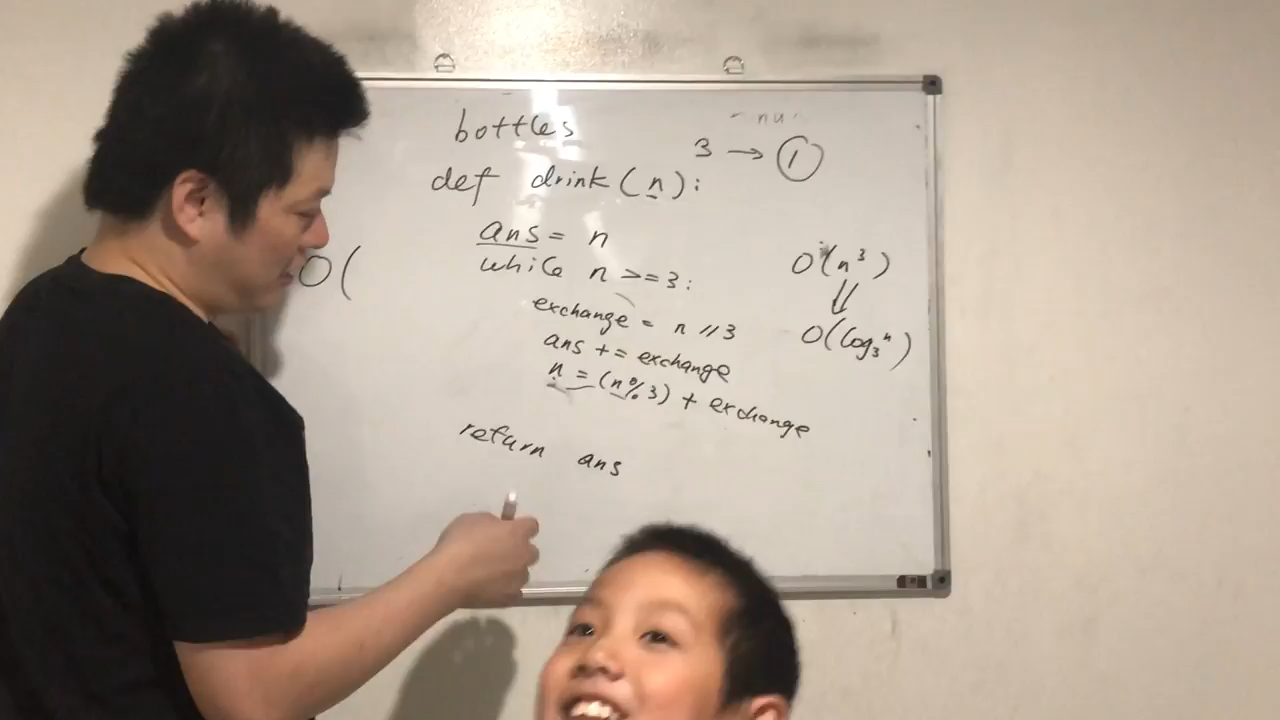 bottles
3 → 1
def drink(n):
ans = n
while n >= 3:
exchange = n // 3
ans += exchange
n = (n % 3) + exchange
return ans
O(n³)
⇓
O(log₃ⁿ)
O(